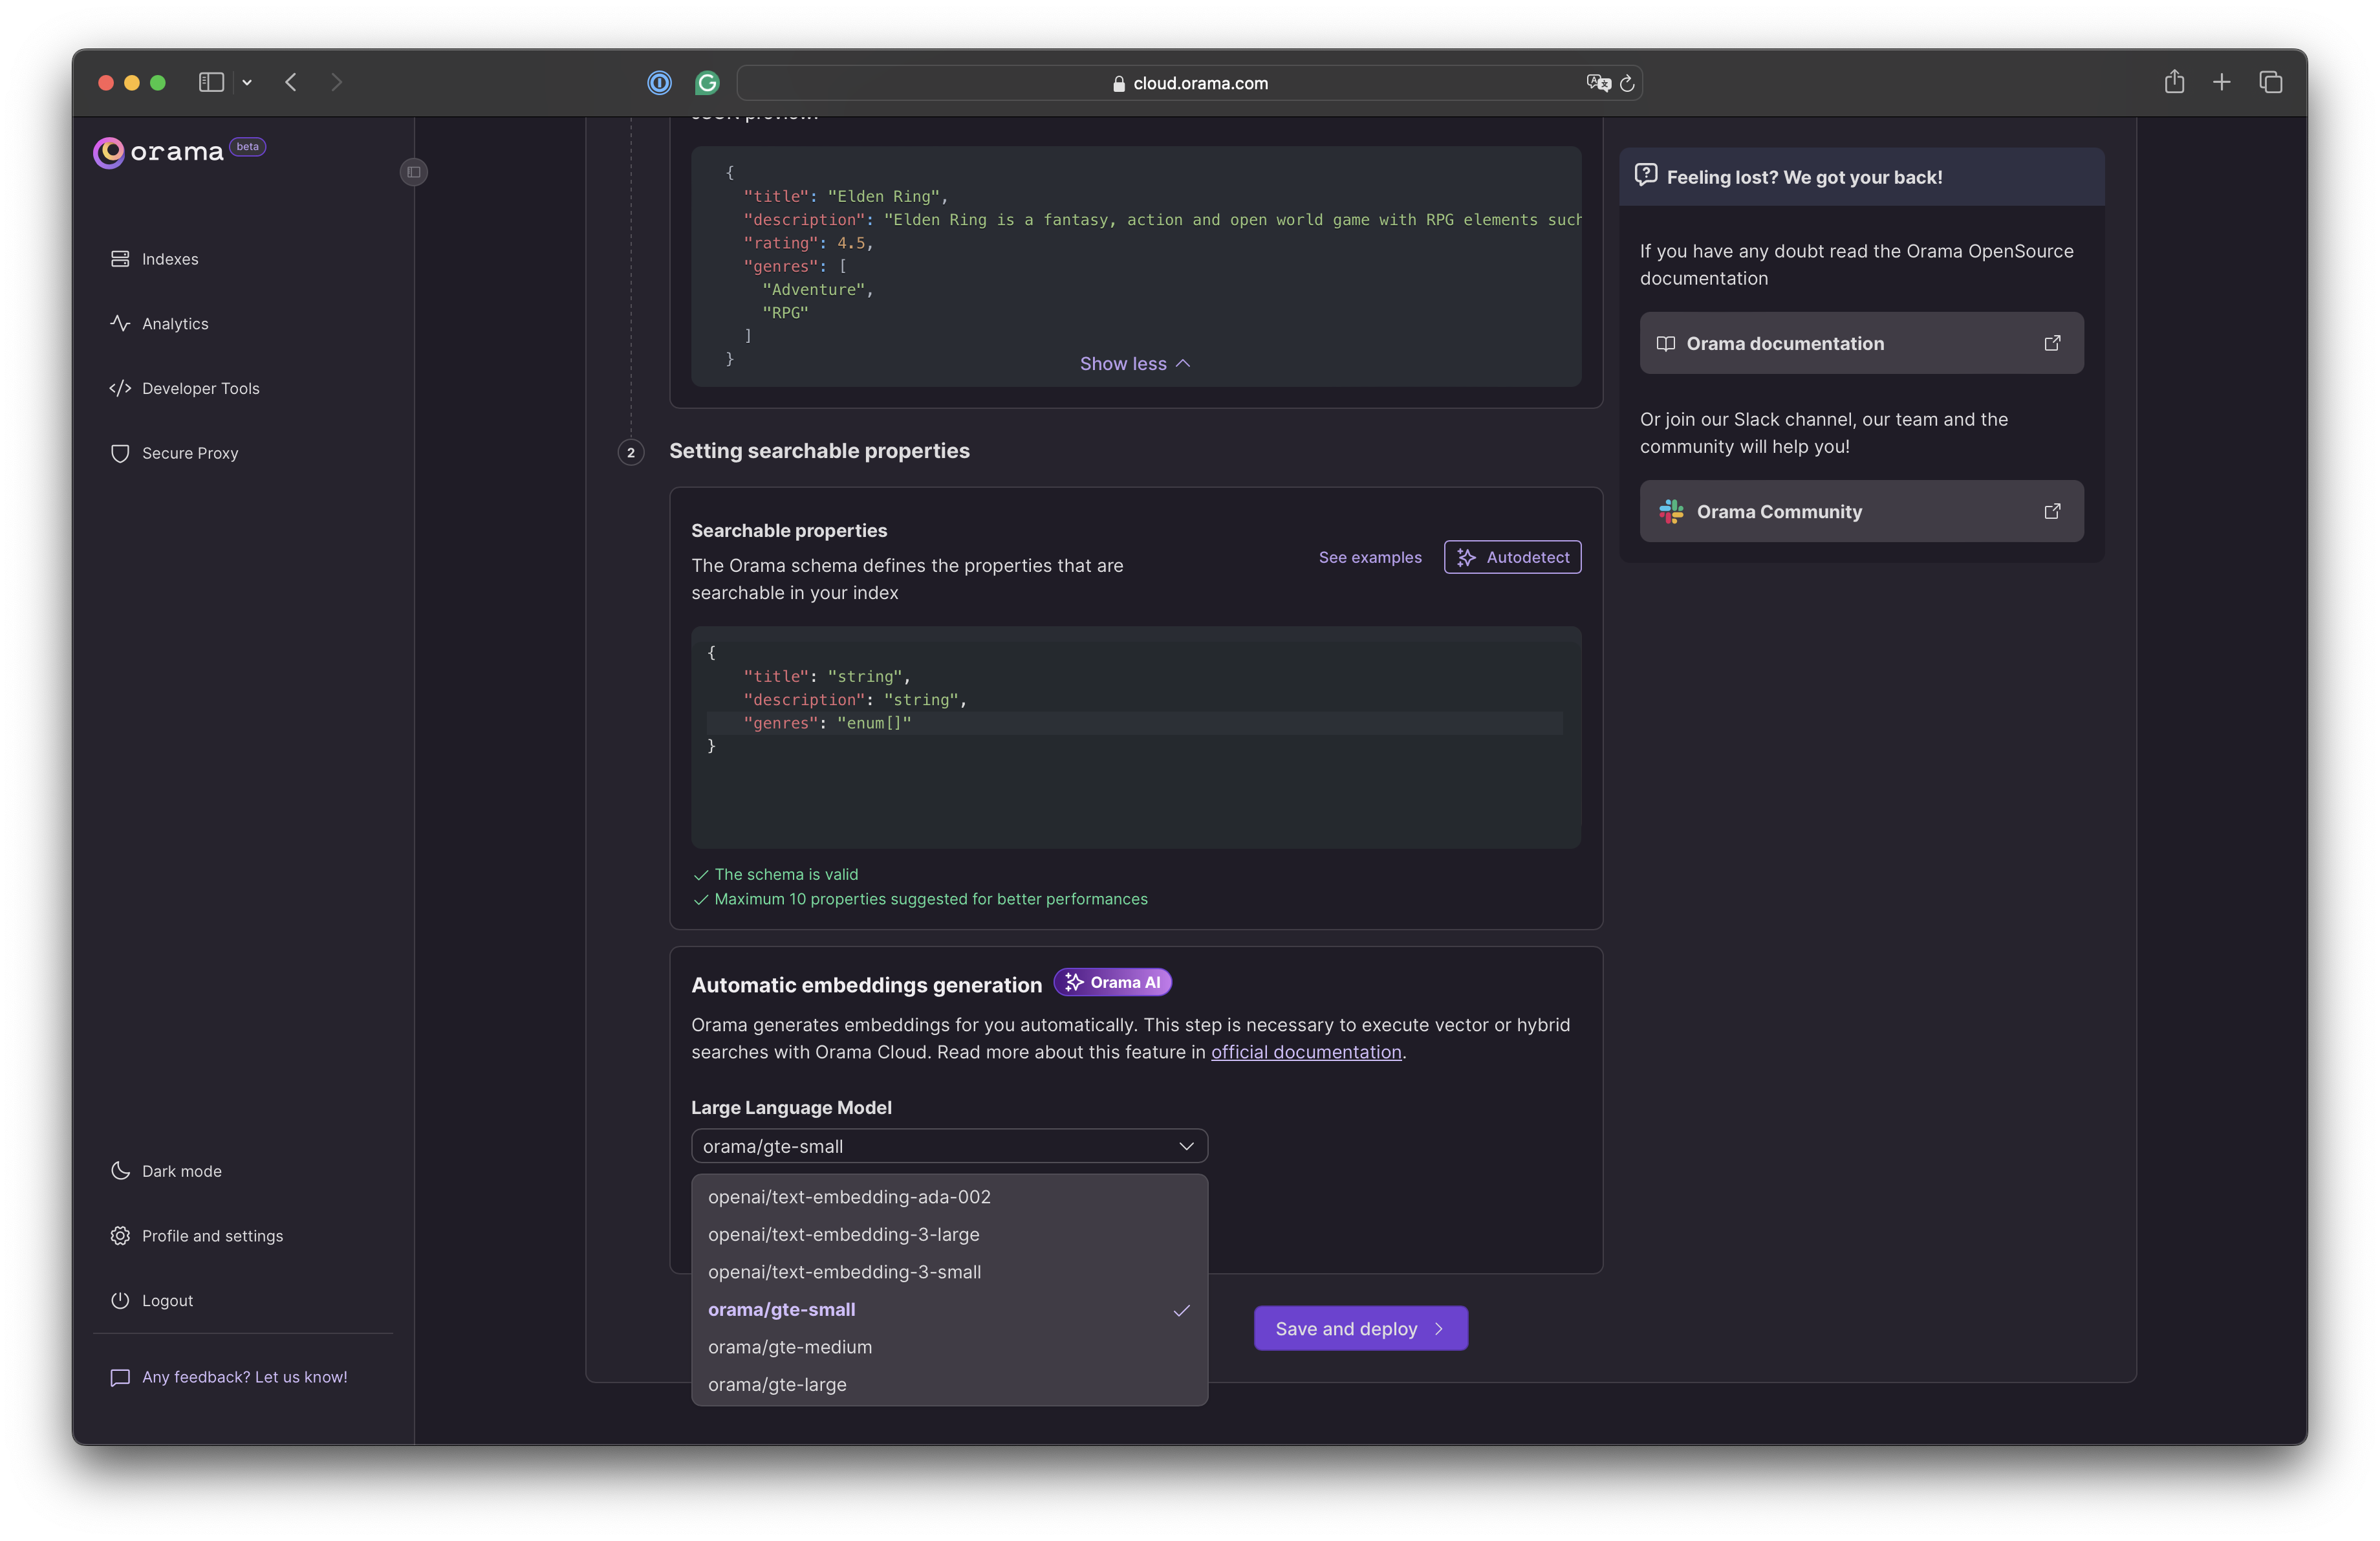 cloud.orama.com
orama beta
Indexes
Analytics
Developer Tools
Secure Proxy
Dark mode
Profile and settings
Logout
Any feedback? Let us know!
{
"title": "Elden Ring",
"description": "Elden Ring is a fantasy, action and open world game with RPG elements such
"rating": 4.5,
"genres": [
"Adventure",
"RPG"
]
}
Show less
2 Setting searchable properties
Searchable properties
The Orama schema defines the properties that are
searchable in your index
See examples
Autodetect
{
"title": "string",
"description": "string",
"genres": "enum[]"
}
The schema is valid
Maximum 10 properties suggested for better performances
Automatic embeddings generation Orama AI
Orama generates embeddings for you automatically. This step is necessary to execute vector or hybrid
searches with Orama Cloud. Read more about this feature in official documentation.
Large Language Model
orama/gte-small
openai/text-embedding-ada-002
openai/text-embedding-3-large
openai/text-embedding-3-small
orama/gte-small
orama/gte-medium
orama/gte-large
Save and deploy
Feeling lost? We got your back!
If you have any doubt read the Orama OpenSource
documentation
Orama documentation
Or join our Slack channel, our team and the
community will help you!
Orama Community